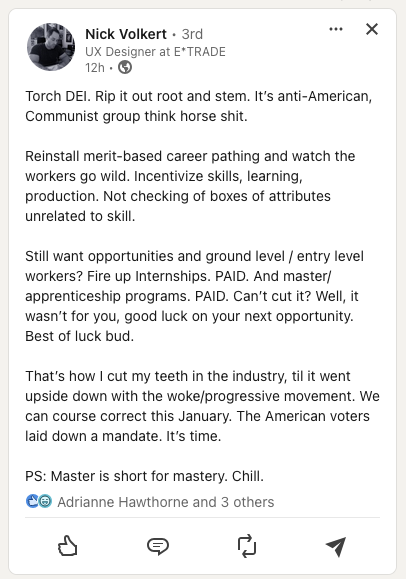 Nick Volkert • 3rd
UX Designer at E*TRADE
12h •
Torch DEI. Rip it out root and stem. It’s anti-American,
Communist group think horse shit.
Reinstall merit-based career pathing and watch the
workers go wild. Incentivize skills, learning,
production. Not checking of boxes of attributes
unrelated to skill.
Still want opportunities and ground level / entry level
workers? Fire up Internships. PAID. And master/
apprenticeship programs. PAID. Can’t cut it? Well, it
wasn’t for you, good luck on your next opportunity.
Best of luck bud.
That’s how I cut my teeth in the industry, til it went
upside down with the woke/progressive movement. We
can course correct this January. The American voters
laid down a mandate. It’s time.
PS: Master is short for mastery. Chill.
Adrianne Hawthorne and 3 others